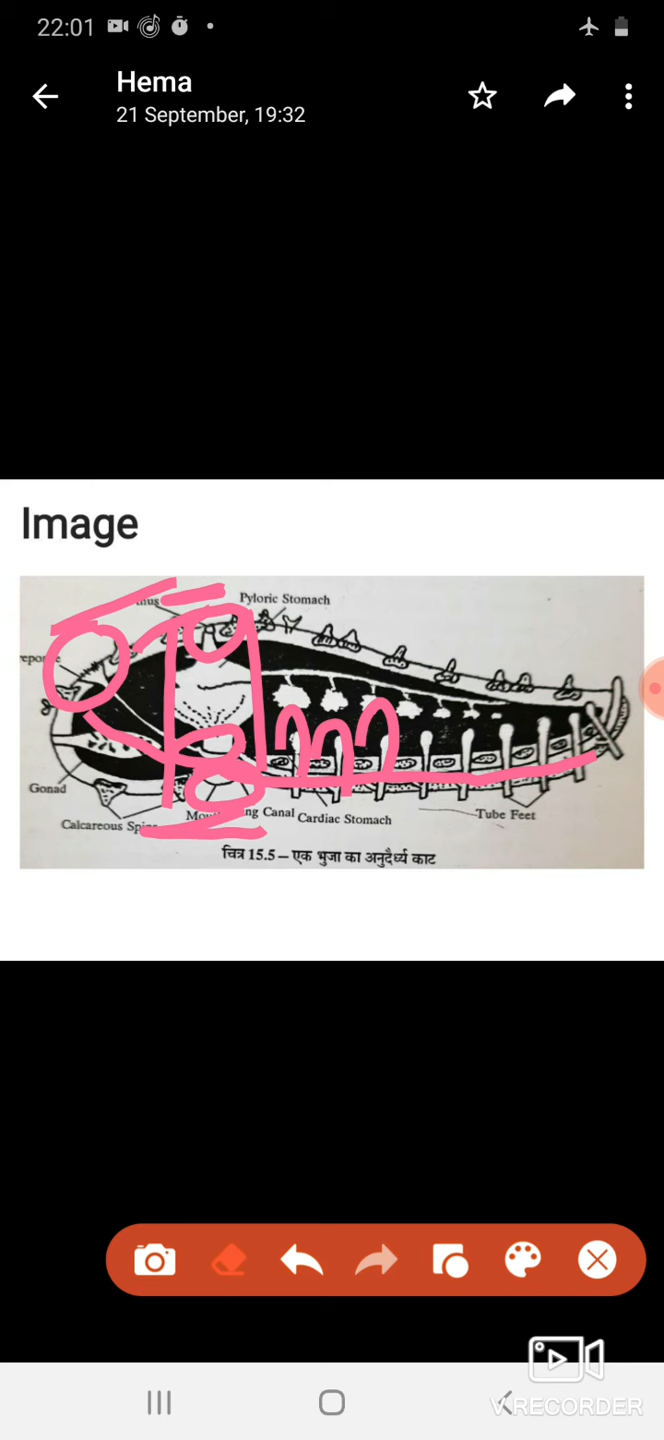 22:01
Hema
21 September, 19:32
Image
Pyloric Stomach
Gonad
Calcareous
Canal Cardiac Stomach
Tube Feet
चित्र 15.5 – एक भुजा का अनुदैर्ध्य काट
V RECORDER